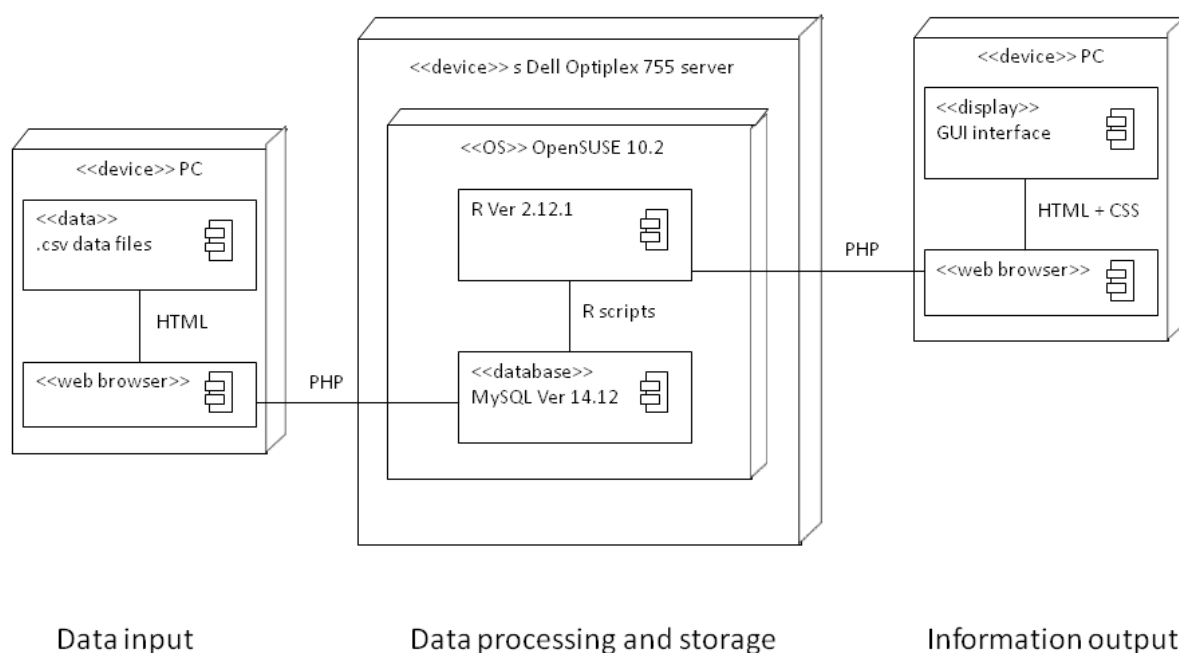 <<device>> PC
<<data>>
.csv data files
HTML
<<web browser>>
PHP
<<device>> s Dell Optiplex 755 server
<<OS>> OpenSUSE 10.2
R Ver 2.12.1
R scripts
<<database>>
MySQL Ver 14.12
PHP
<<device>> PC
<<display>>
GUI interface
HTML + CSS
<<web browser>>
Data input
Data processing and storage
Information output